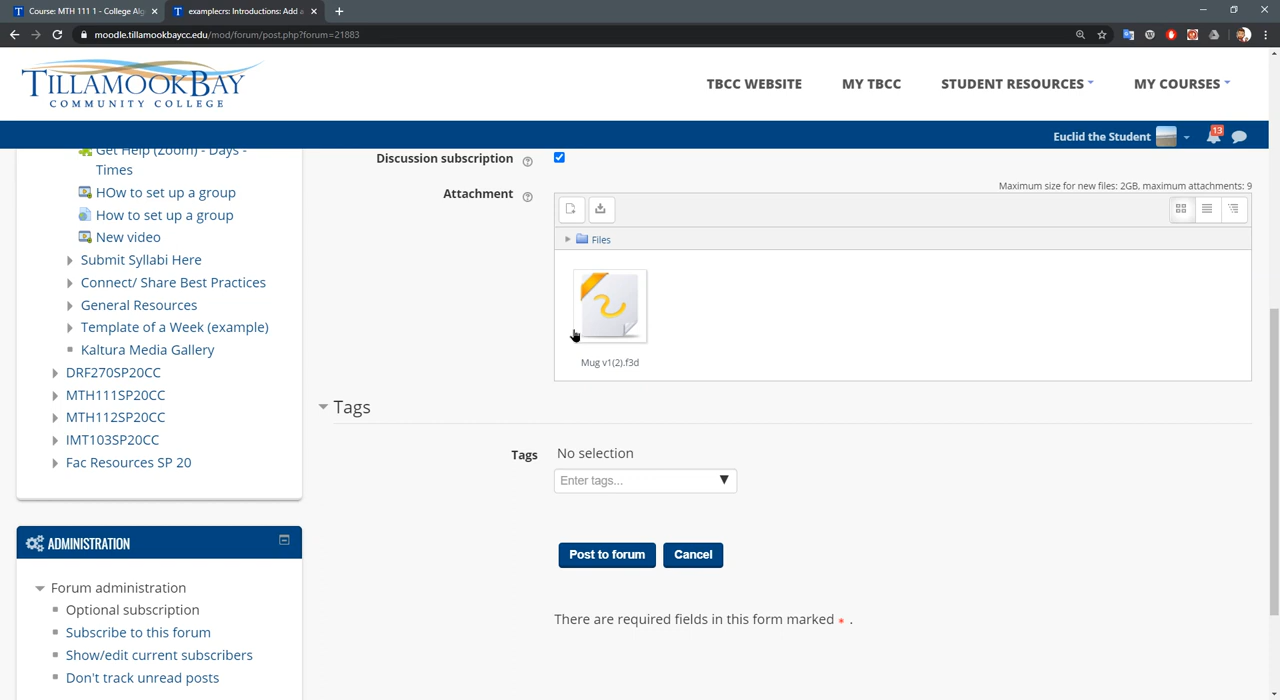 Course: MTH 111 1 - College Alg
examplecrs: Introductions: Add a
moodle.tillamookbaycc.edu/mod/forum/post.php?forum=21883
TILLAMOOK BAY
COMMUNITY COLLEGE
TBCC WEBSITE
MY TBCC
STUDENT RESOURCES
MY COURSES
Euclid the Student
13
Get Help (Zoom) - Days -
Times
HOw to set up a group
How to set up a group
New video
Submit Syllabi Here
Connect/ Share Best Practices
General Resources
Template of a Week (example)
Kaltura Media Gallery
DRF270SP20CC
MTH111SP20CC
MTH112SP20CC
IMT103SP20CC
Fac Resources SP 20
ADMINISTRATION
Forum administration
Optional subscription
Subscribe to this forum
Show/edit current subscribers
Don't track unread posts
Discussion subscription
Attachment
Maximum size for new files: 2GB, maximum attachments: 9
Files
Mug v1(2).f3d
Tags
Tags
No selection
Enter tags...
Post to forum
Cancel
There are required fields in this form marked * .